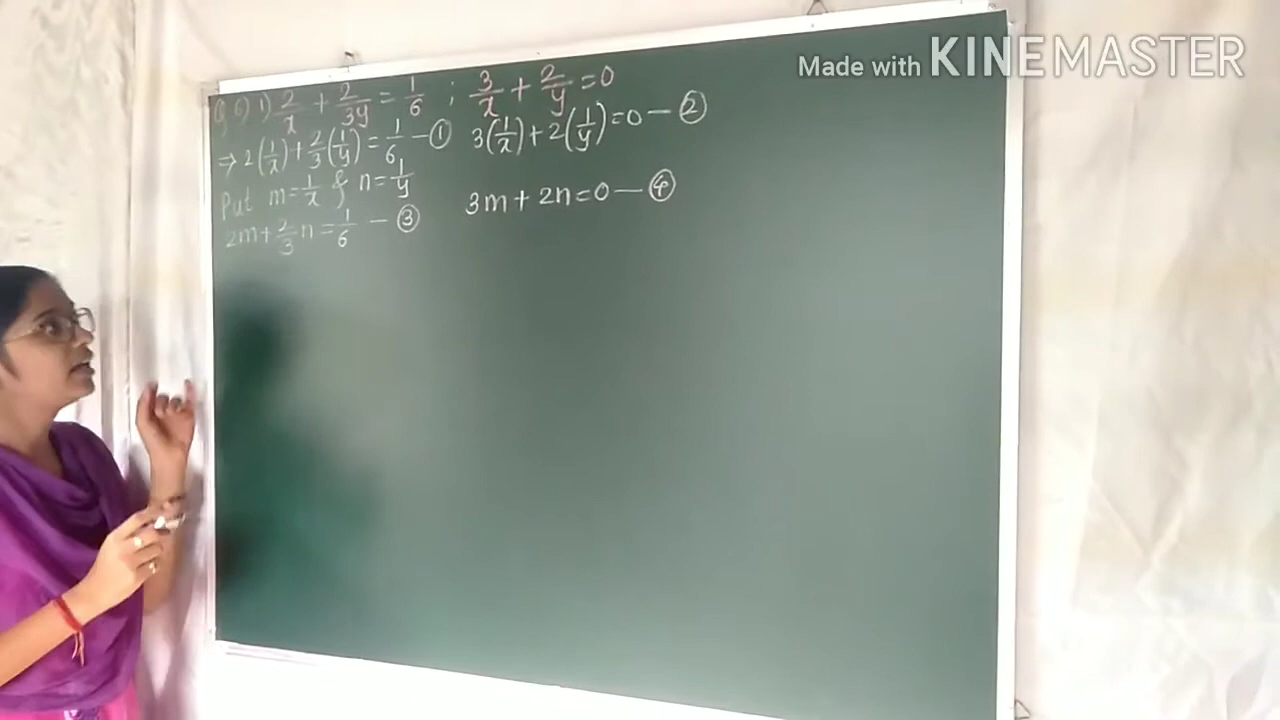 Made with KINEMASTER
Q 6) 1) 2/x + 2/3y = 1/6 ; 3/x + 2/y = 0
⇒ 2(1/x) + 2/3(1/y) = 1/6 — ① 3(1/x) + 2(1/y) = 0 — ②
Put m = 1/x & n = 1/y
2m + 2/3 n = 1/6 — ③ 3m + 2n = 0 — ④